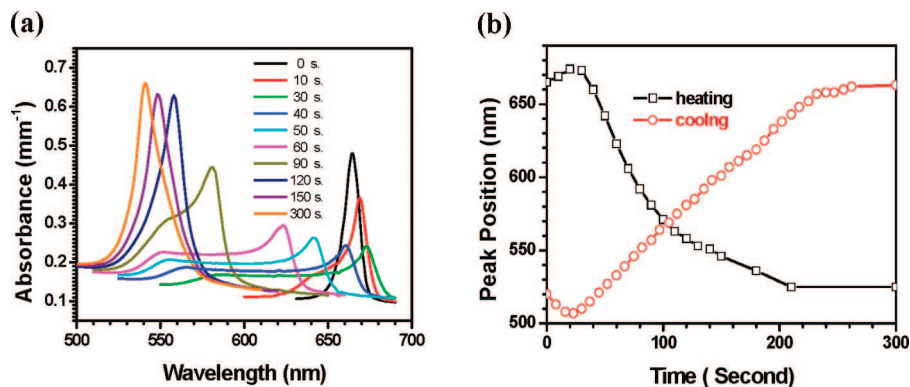 (a)
Absorbance (mm⁻¹)
0.7
0.6
0.5
0.4
0.3
0.2
0.1
0 s.
10 s.
30 s.
40 s.
50 s.
60 s.
90 s.
120 s.
150 s.
300 s.
500
550
600
650
700
Wavelength (nm)
(b)
Peak Position (nm)
650
600
550
500
heating
coolng
0
100
200
300
Time ( Second)